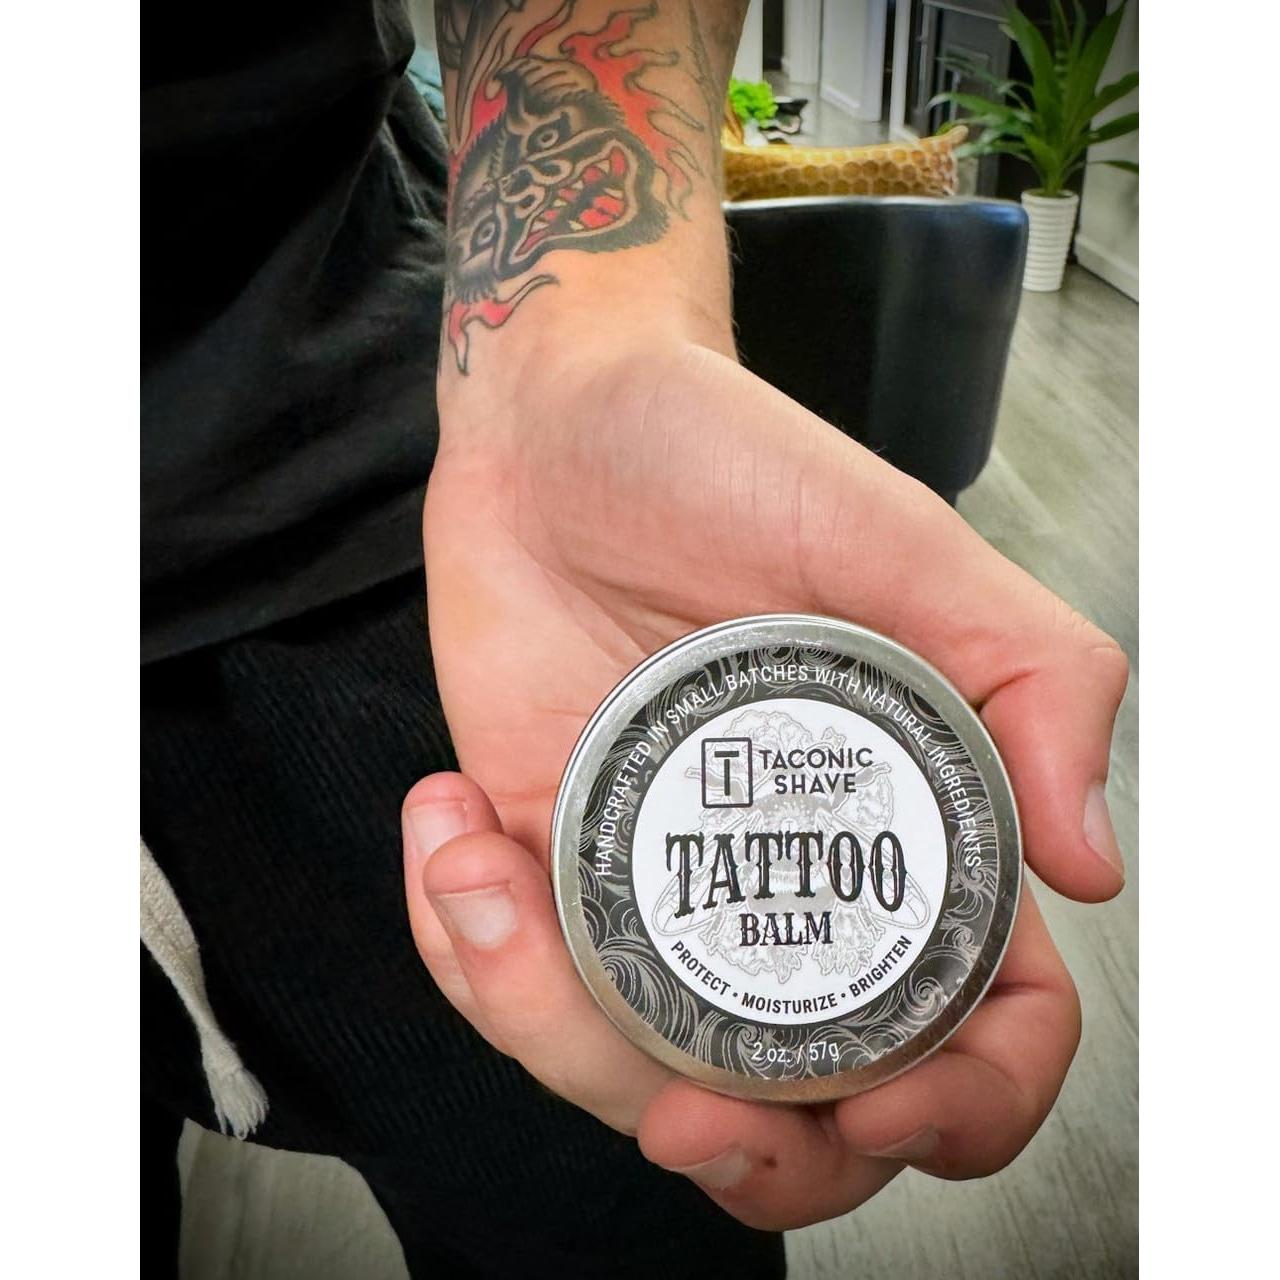 HANDCRAFTED IN SMALL BATCHES WITH NATURAL INGREDIENTS
T
TACONIC
SHAVE
TATTOO
BALM
PROTECT • MOISTURIZE • BRIGHTEN
2 oz. / 57g